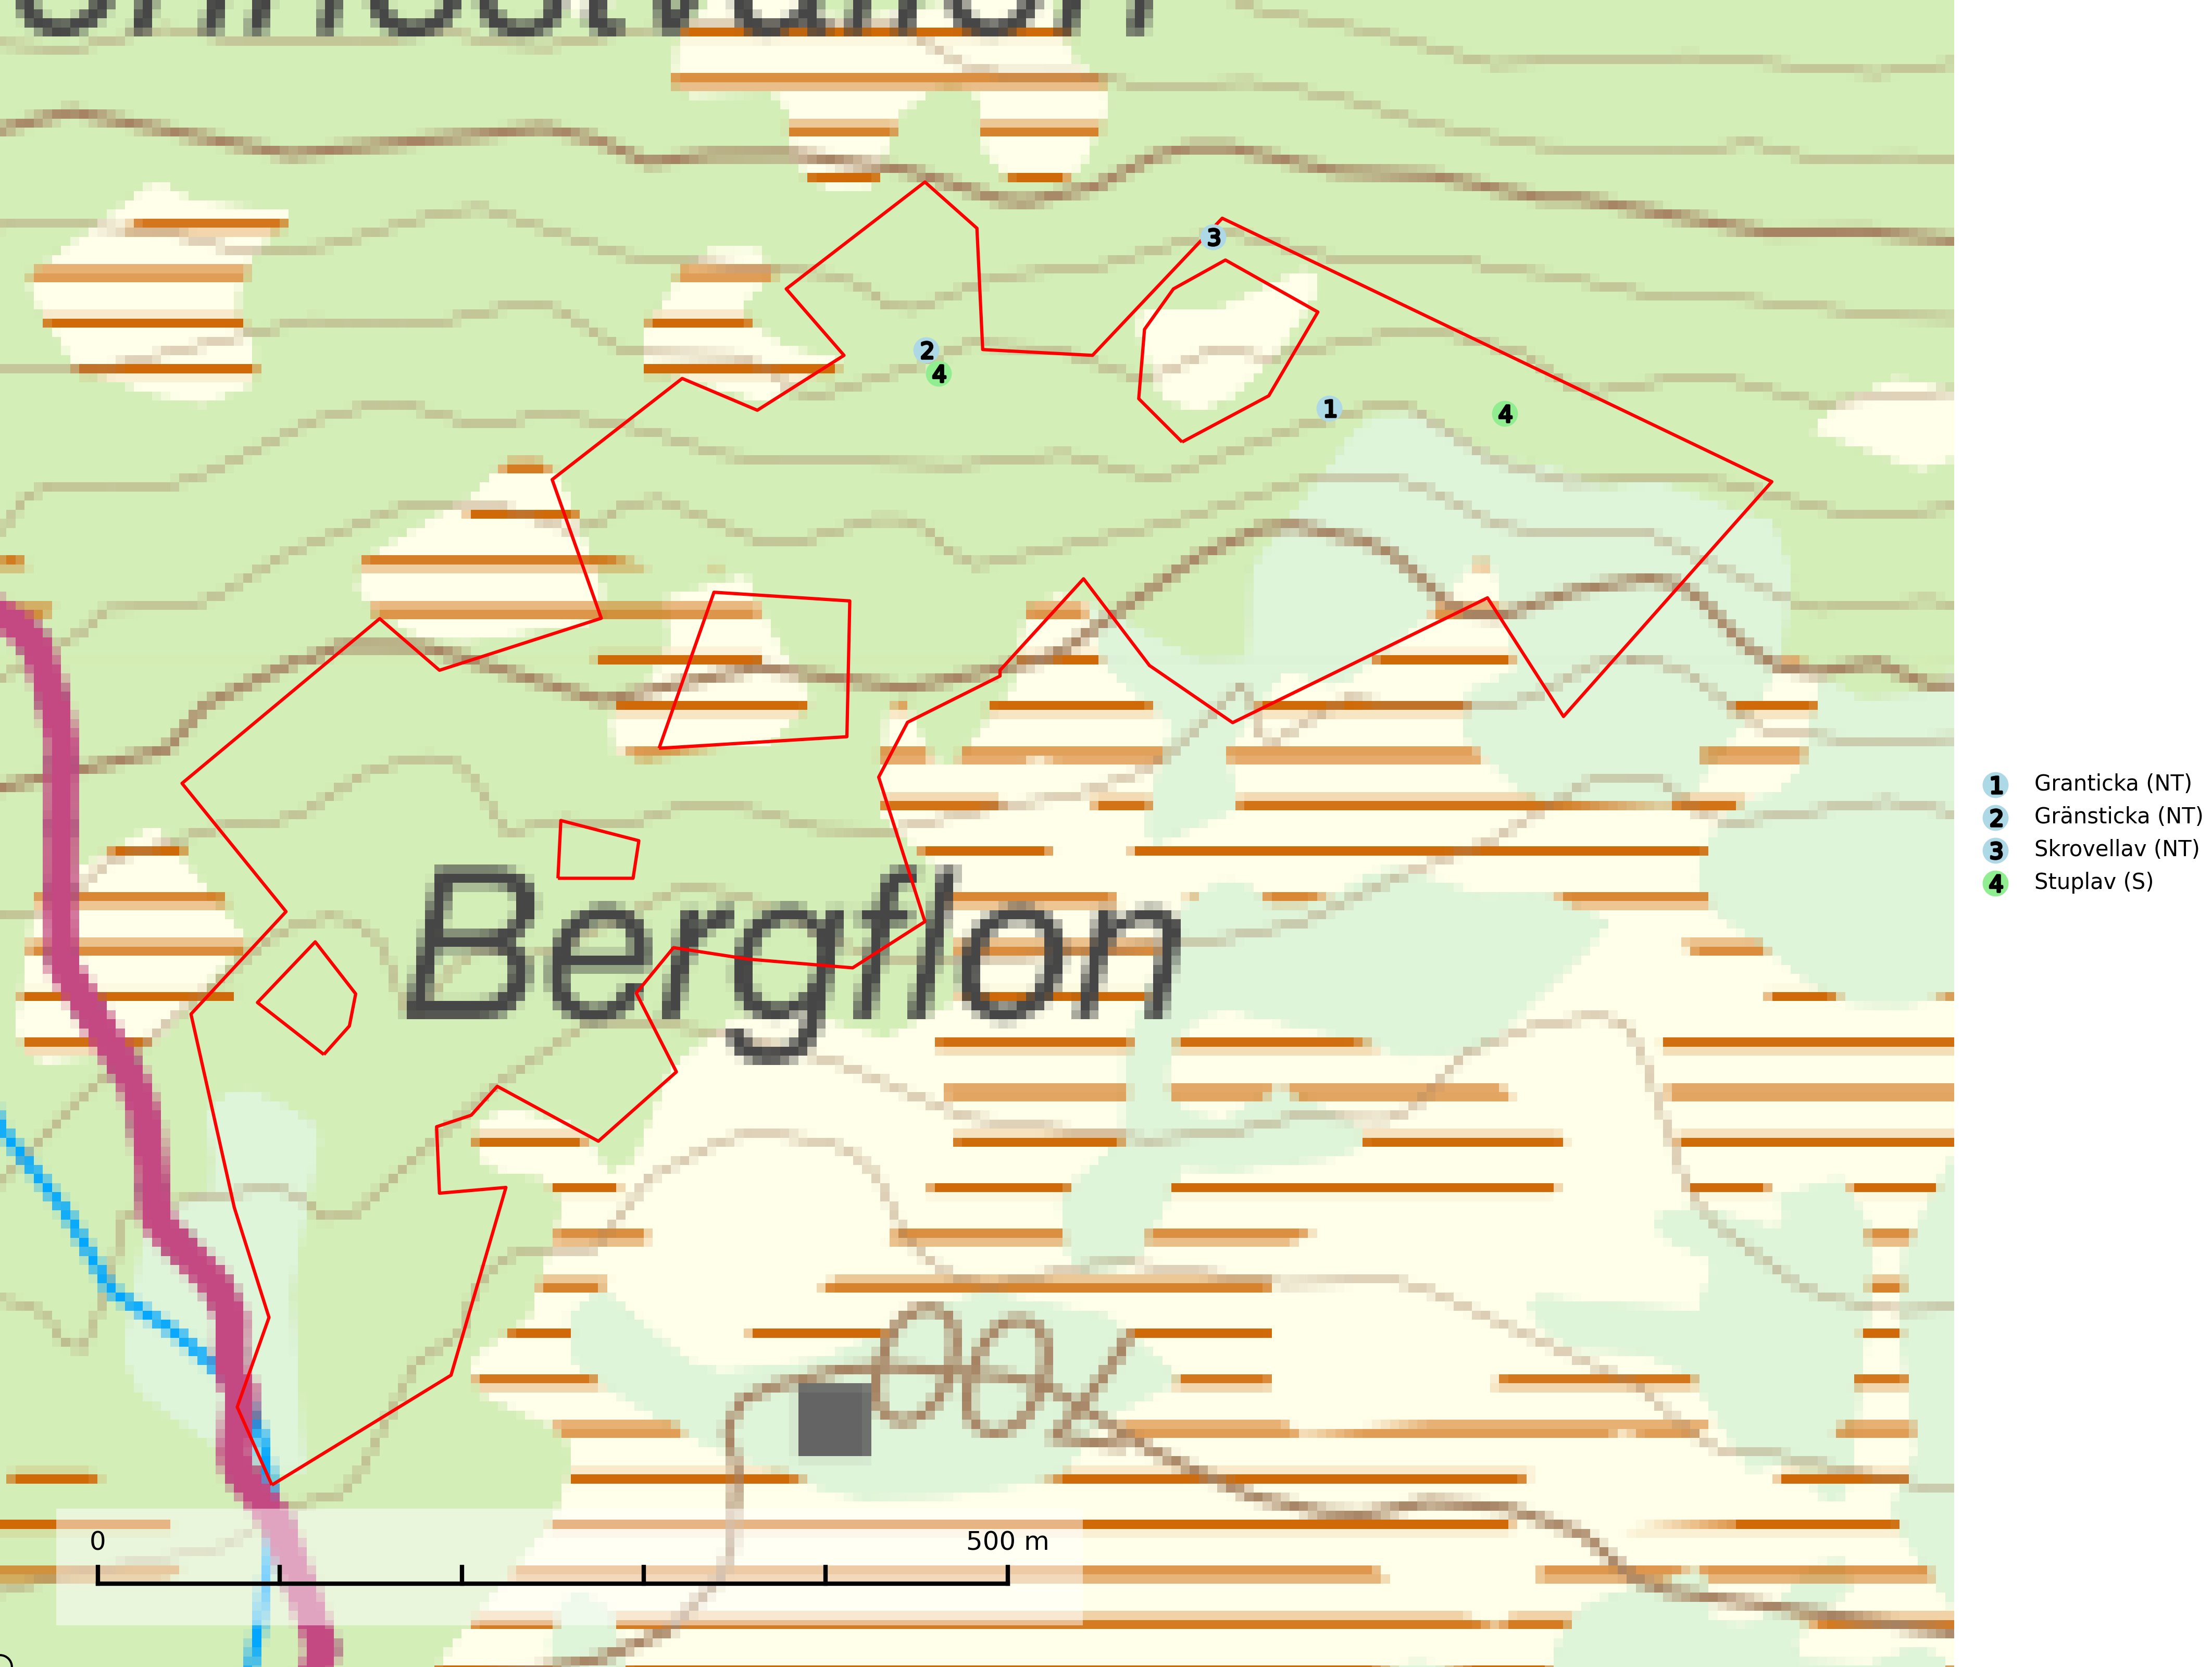 3
2
4
1
4
Granticka (NT)
1
Gränsticka (NT)
2
Skrovellav (NT)
3
Stuplav (S)
4
Bergflon
0
500 m